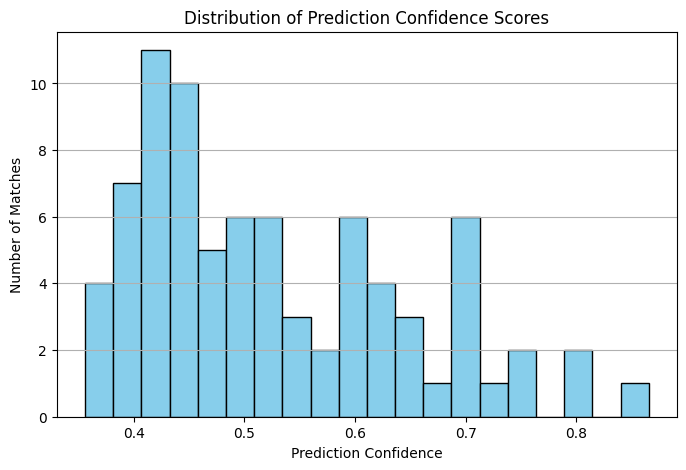 Distribution of Prediction Confidence Scores
Number of Matches
10
8
6
4
2
0
0.4 0.5 0.6 0.7 0.8
Prediction Confidence